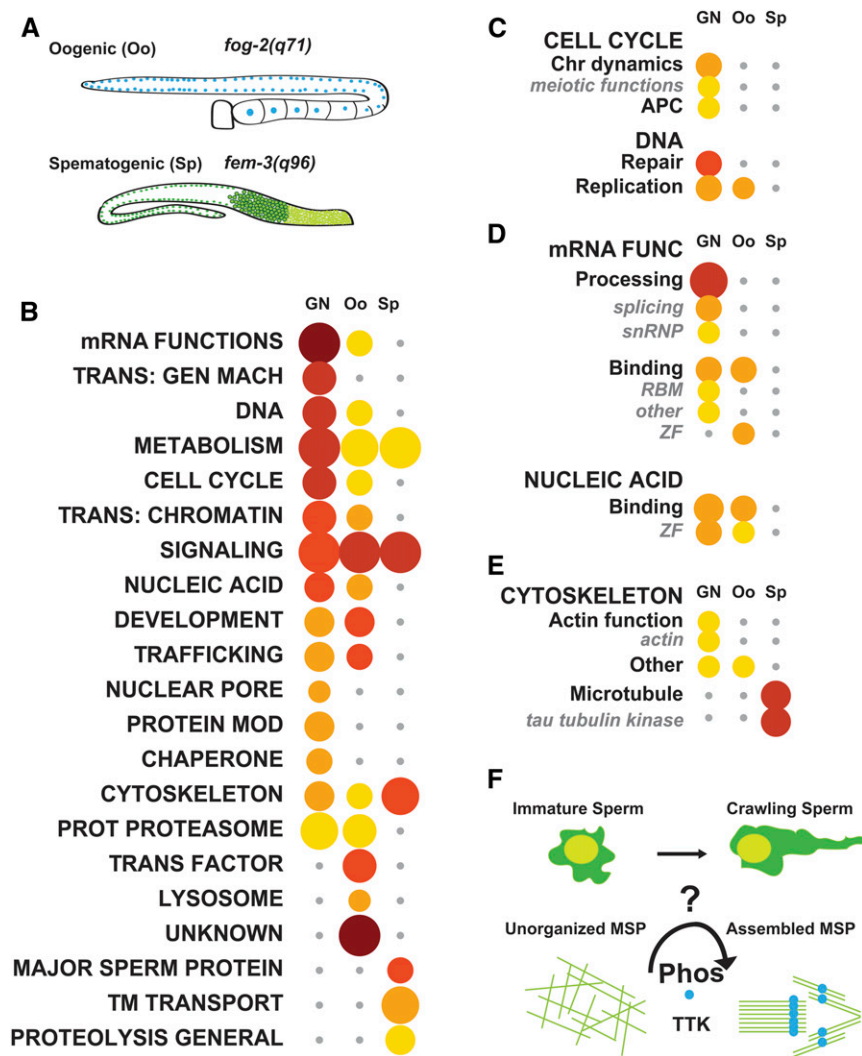 A
Oogenic (Oo) fog-2(q71)
Spematogenic (Sp) fem-3(q96)
B
GN Oo Sp
mRNA FUNCTIONS
TRANS: GEN MACH
DNA
METABOLISM
CELL CYCLE
TRANS: CHROMATIN
SIGNALING
NUCLEIC ACID
DEVELOPMENT
TRAFFICKING
NUCLEAR PORE
PROTEIN MOD
CHAPERONE
CYTOSKELETON
PROT PROTEASOME
TRANS FACTOR
LYSOSOME
UNKNOWN
MAJOR SPERM PROTEIN
TM TRANSPORT
PROTEOLYSIS GENERAL
C
GN Oo Sp
CELL CYCLE
Chr dynamics
meiotic functions
APC
DNA
Repair
Replication
D
GN Oo Sp
mRNA FUNC
Processing
splicing
snRNP
Binding
RBM
other
ZF
NUCLEIC ACID
Binding
ZF
E
GN Oo Sp
CYTOSKELETON
Actin function
actin
Other
Microtubule
tau tubulin kinase
F
Immature Sperm Crawling Sperm
?
Unorganized MSP Assembled MSP
Phos
TTK